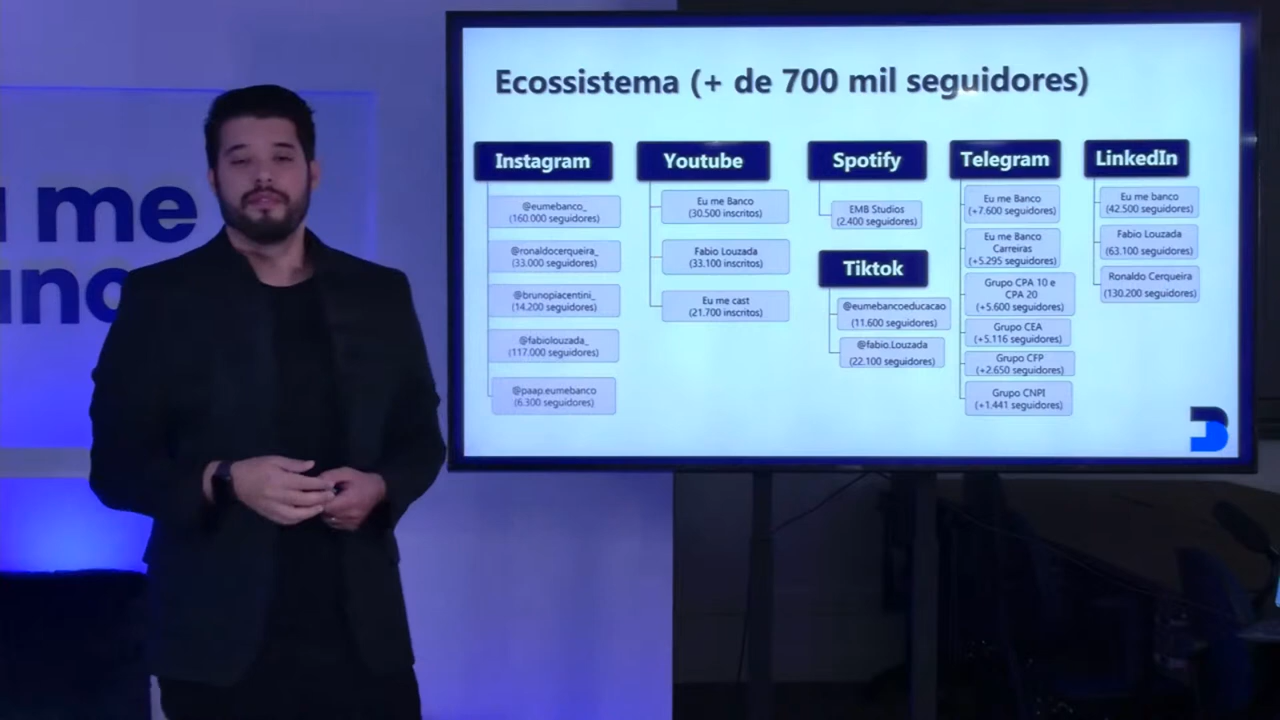 me
Ecossistema (+ de 700 mil seguidores)
Instagram
@eumebanco_
(160.000 seguidores)
@ronaldocerqueira_
(33.000 seguidores)
@brunopiacentini_
(14.200 seguidores)
@fabiolouzada_
(117.000 seguidores)
@paap.eumebanco
(6.300 seguidores)
Youtube
Eu me Banco
(30.500 inscritos)
Fabio Louzada
(33.100 inscritos)
Eu me cast
(21.700 inscritos)
Spotify
EMB Studios
(2.400 seguidores)
Tiktok
@eumebancoeducacao
(11.600 seguidores)
@fabio.Louzada
(22.100 seguidores)
Telegram
Eu me Banco
(+7.600 seguidores)
Eu me Banco
Carreiras
(+5.295 seguidores)
Grupo CPA 10 e
CPA 20
(+5.600 seguidores)
Grupo CEA
(+5.116 seguidores)
Grupo CFP
(+2.650 seguidores)
Grupo CNPI
(+1.441 seguidores)
LinkedIn
Eu me banco
(42.500 seguidores)
Fabio Louzada
(63.100 seguidores)
Ronaldo Cerqueira
(130.200 seguidores)